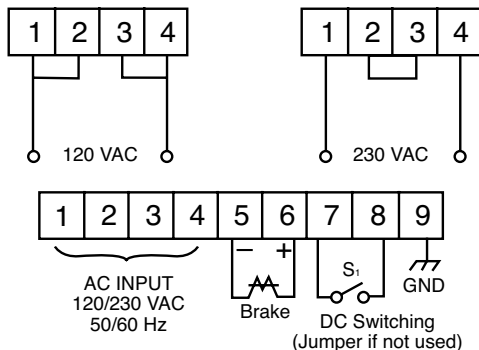 1 2 3 4
120 VAC
1 2 3 4
230 VAC
1 2 3 4 5 6 7 8 9
− +
S1
AC INPUT
120/230 VAC
50/60 Hz
Brake
DC Switching
(Jumper if not used)
GND